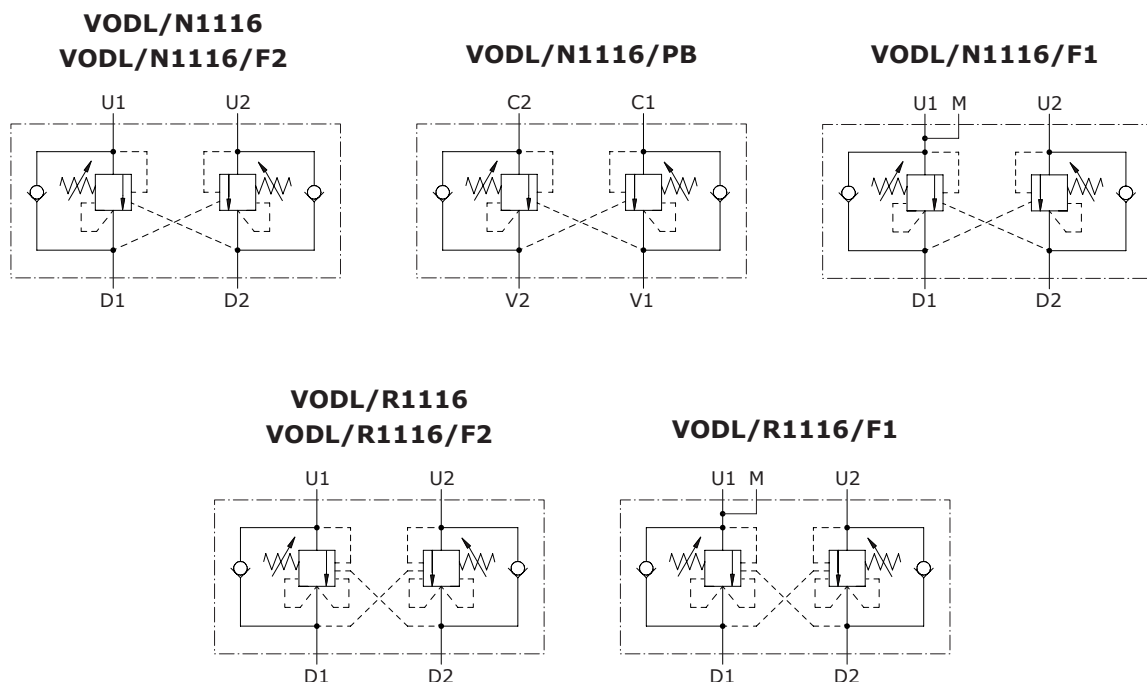 VODL/N1116
VODL/N1116/F2
U1 U2
D1 D2
VODL/N1116/PB
C2 C1
V2 V1
VODL/N1116/F1
U1 M U2
D1 D2
VODL/R1116
VODL/R1116/F2
U1 U2
D1 D2
VODL/R1116/F1
U1 M U2
D1 D2